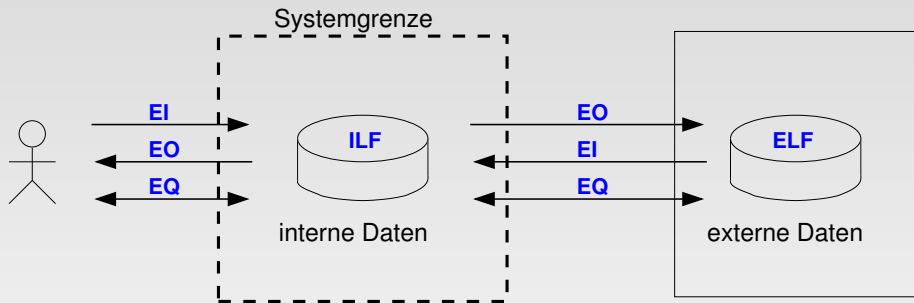 Systemgrenze
EI
EO
EQ
ILF
interne Daten
EO
EI
EQ
ELF
externe Daten